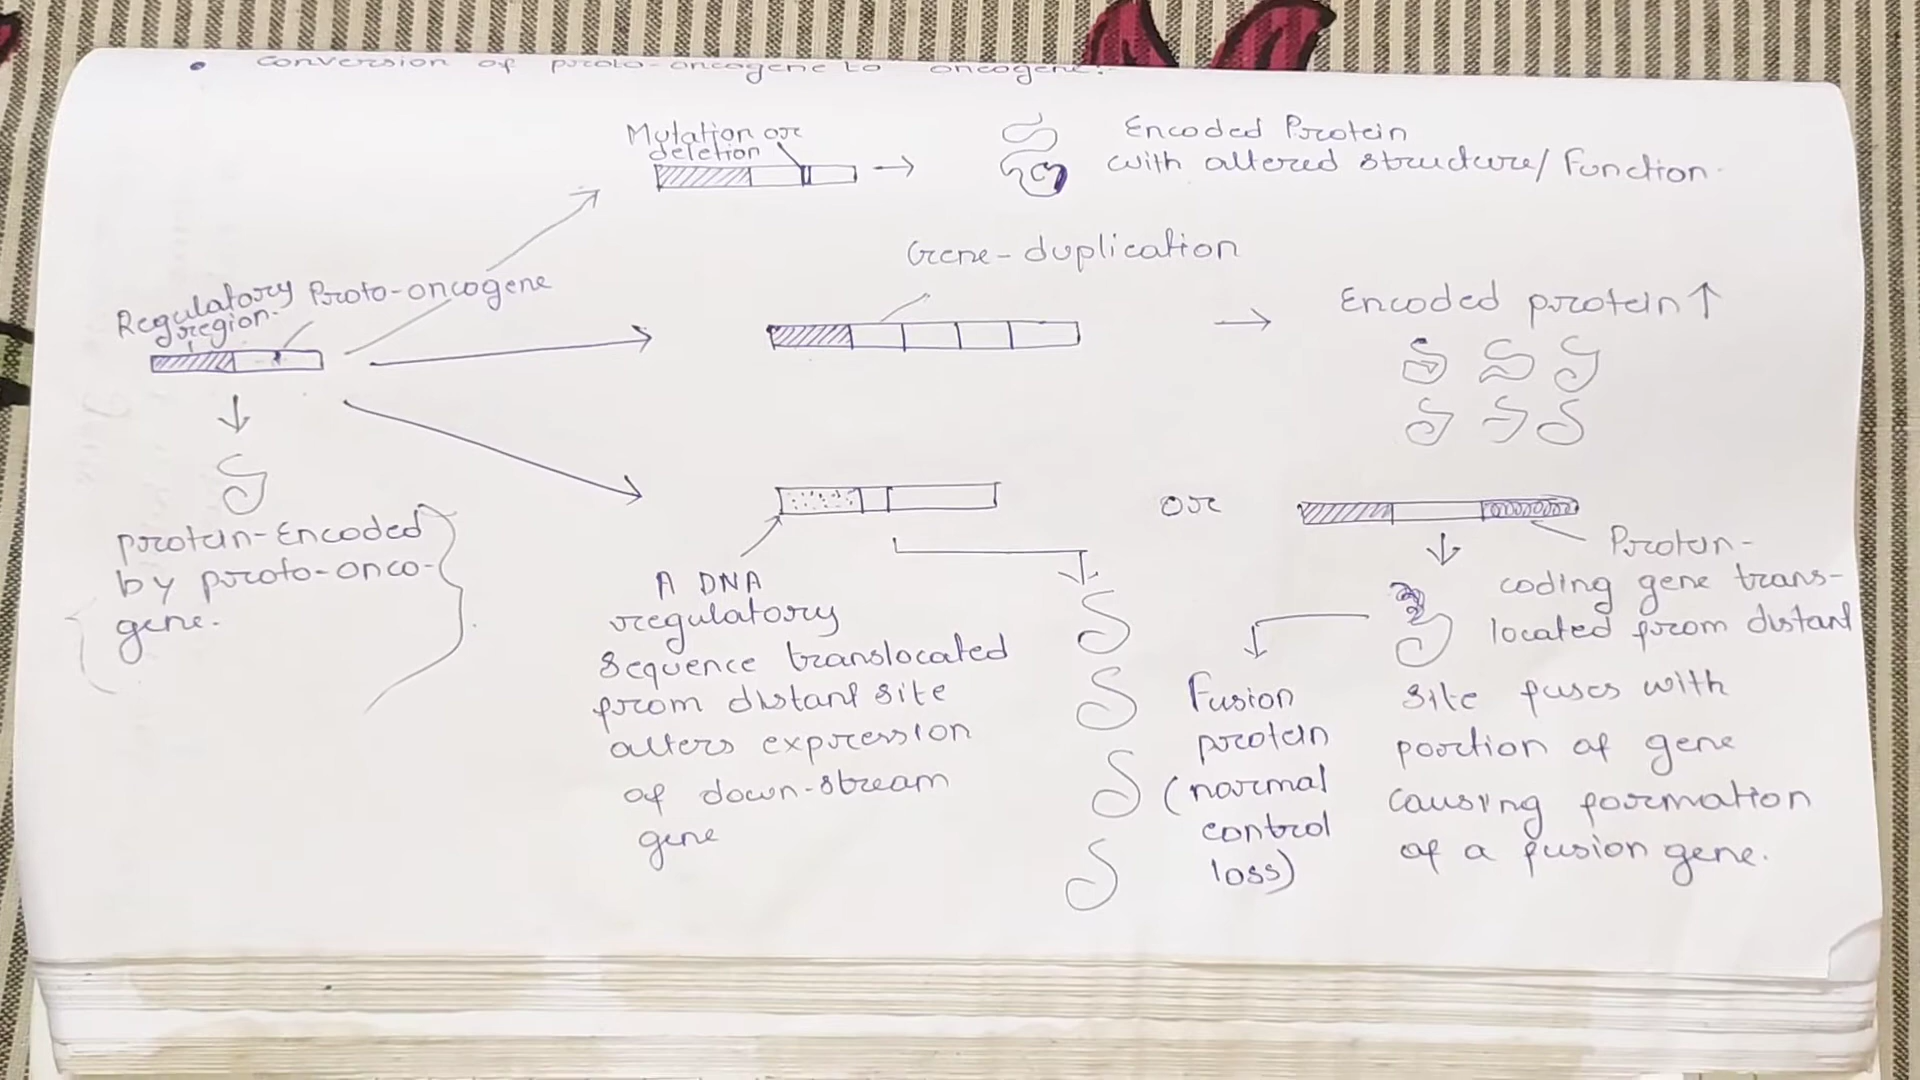 • Conversion of proto-oncogene to oncogene:-
Mutation or
deletion
→
Encoded Protein
with altered structure/Function.
Gene-duplication
→
Encoded protein↑
Regulatory
region.
Proto-oncogene
protein-Encoded
by proto-onco-
gene.
A DNA
regulatory
sequence translocated
from distant site
alters expression
of down-stream
gene
or
Protein-
coding gene trans-
located from distant
site fuses with
portion of gene
causing formation
of a fusion gene.
Fusion
protein
(normal
control
loss)